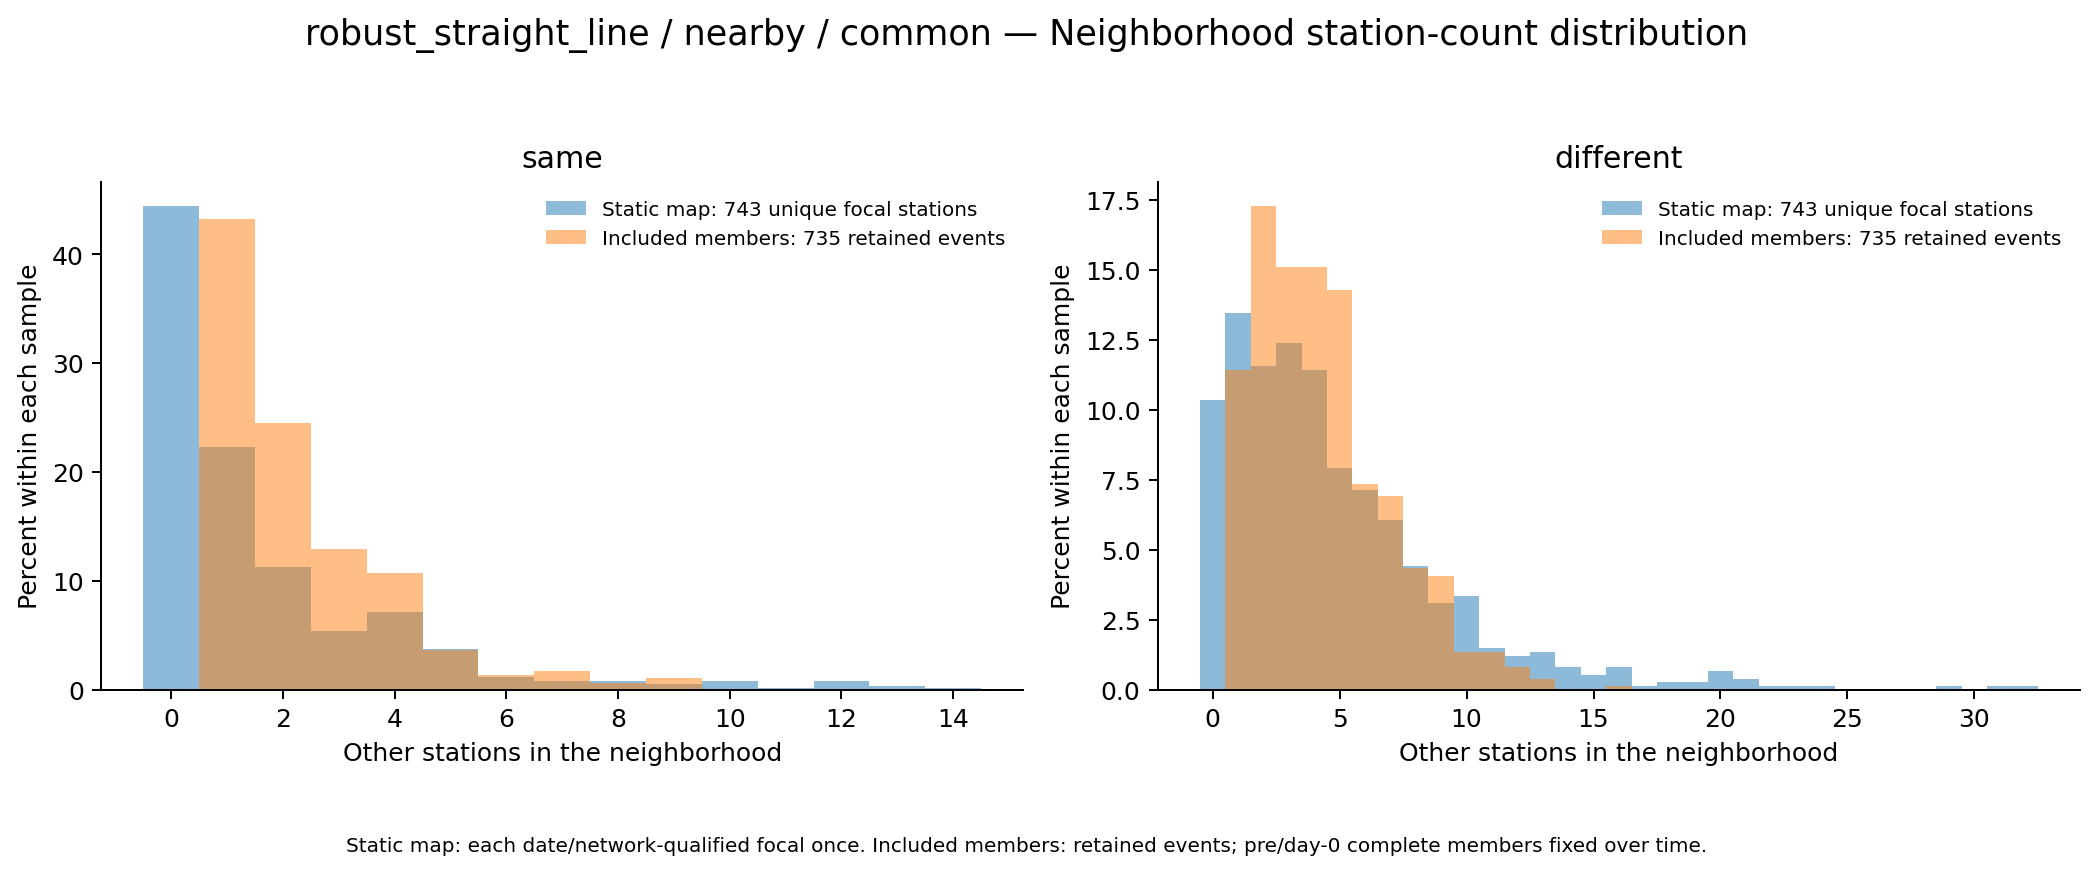 robust_straight_line / nearby / common — Neighborhood station-count distribution
same
Percent within each sample
0
10
20
30
40
Static map: 743 unique focal stations
Included members: 735 retained events
0 2 4 6 8 10 12 14
Other stations in the neighborhood
different
Percent within each sample
17.5
15.0
12.5
10.0
7.5
5.0
2.5
0.0
Static map: 743 unique focal stations
Included members: 735 retained events
0 5 10 15 20 25 30
Other stations in the neighborhood
Static map: each date/network-qualified focal once. Included members: retained events; pre/day-0 complete members fixed over time.